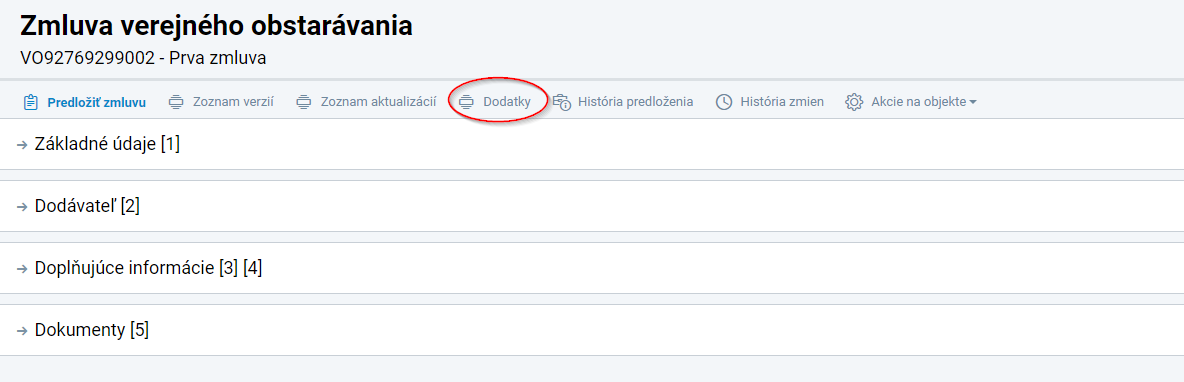 Zmluva verejného obstarávania
VO92769299002 - Prva zmluva
Predložiť zmluvu Zoznam verzií Zoznam aktualizácií Dodatky História predloženia História zmien Akcie na objekte
Základné údaje [1]
Dodávateľ [2]
Doplňujúce informácie [3] [4]
Dokumenty [5]